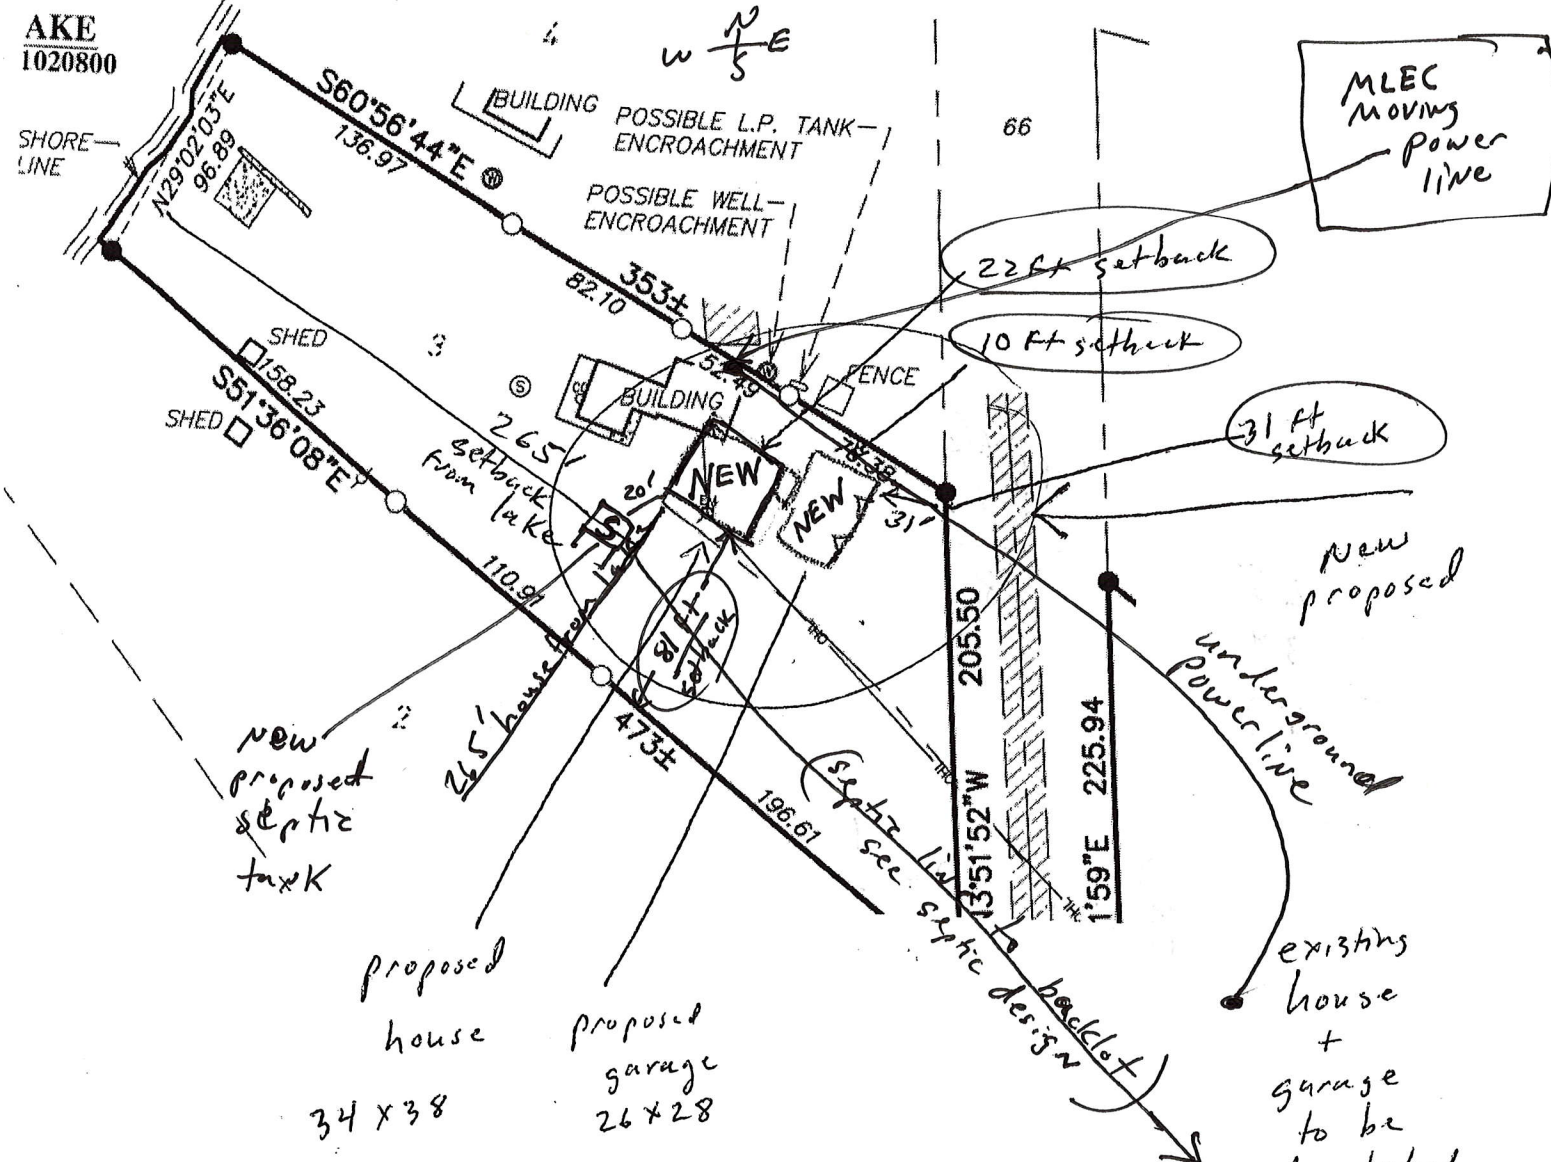 AKE
1020800
4
N
W E
S
MLEC
Moving
Power
line
S60°56'44"E
136.97
BUILDING
POSSIBLE L.P. TANK
ENCROACHMENT
66
SHORE
LINE
N29°02'03"E
96.89
POSSIBLE WELL
ENCROACHMENT
22 Ft setback
353±
82.10
10 Ft setback
SHED
3
52.49
FENCE
158.23
S51°36'08"E
SHED
S
BUILDING
31 ft
setback
265'
setback
from
lake
78.38
NEW
NEW
20'
31'
S
New
proposed
110.97
81 ft
setback
205.50
underground
power line
265' house from
2
New
proposed
septic
tank
473±
225.94
196.61
13°51'52"W
1'59"E
(septic line to backlot)
see septic design
proposed
house
34 x 38
proposed
garage
26 x 28
existing
house
+
garage
to be